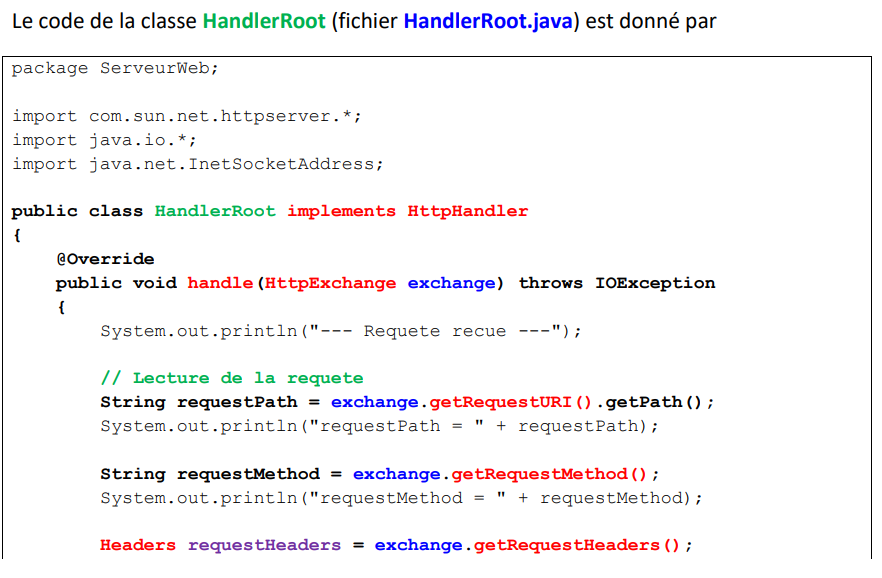 Le code de la classe HandlerRoot (fichier HandlerRoot.java) est donné par
package ServeurWeb;
import com.sun.net.httpserver.*;
import java.io.*;
import java.net.InetSocketAddress;
public class HandlerRoot implements HttpHandler
{
@Override
public void handle(HttpExchange exchange) throws IOException
{
System.out.println("--- Requete recue ---");
// Lecture de la requete
String requestPath = exchange.getRequestURI().getPath();
System.out.println("requestPath = " + requestPath);
String requestMethod = exchange.getRequestMethod();
System.out.println("requestMethod = " + requestMethod);
Headers requestHeaders = exchange.getRequestHeaders();